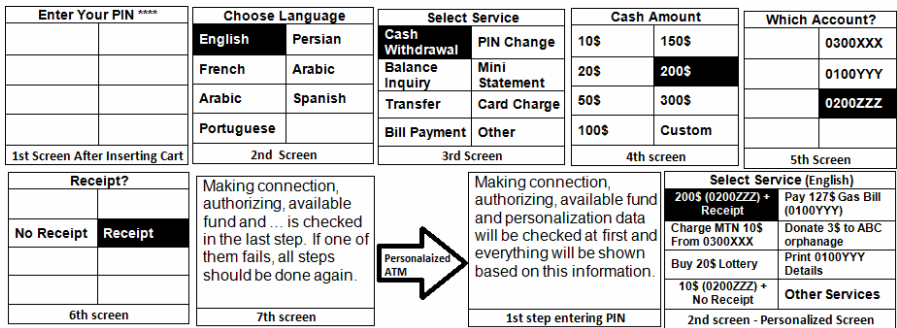 Enter Your PIN ****
1st Screen After Inserting Cart
Choose Language
English
Persian
French
Arabic
Arabic
Spanish
Portuguese
2nd Screen
Select Service
Cash
Withdrawal
PIN Change
Balance
Inquiry
Mini
Statement
Transfer
Card Charge
Bill Payment
Other
3rd Screen
Cash Amount
10$
150$
20$
200$
50$
300$
100$
Custom
4th screen
Which Account?
0300XXX
0100YYY
0200ZZZ
5th Screen
Receipt?
No Receipt
Receipt
6th screen
Making connection,
authorizing, available
fund and ... is checked
in the last step. If one of
them fails, all steps
should be done again.
7th screen
Personalaized
ATM
Making connection,
authorizing, available fund
and personalization data
will be checked at first and
everything will be shown
based on this information.
1st step entering PIN
Select Service (English)
200$ (0200ZZZ) +
Receipt
Pay 127$ Gas Bill
(0100YYY)
Charge MTN 10$
From 0300XXX
Donate 3$ to ABC
orphanage
Buy 20$ Lottery
Print 0100YYY
Details
10$ (0200ZZZ) +
No Receipt
Other Services
2nd screen - Personalized Screen